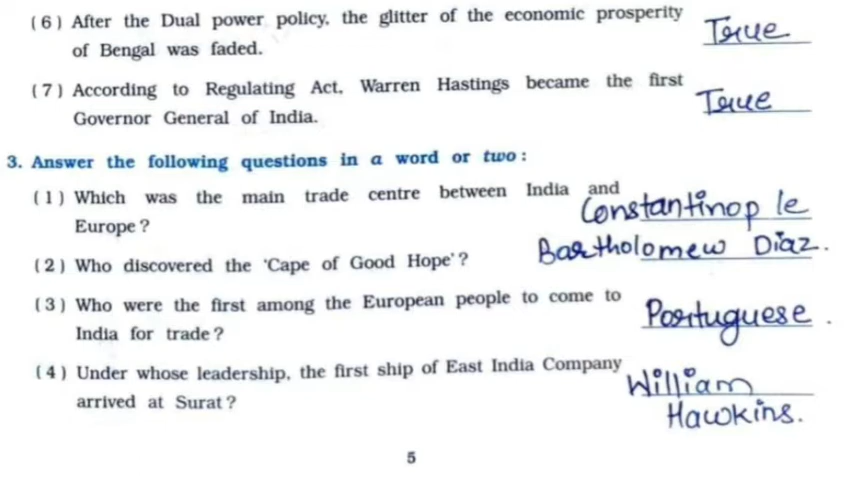 (6) After the Dual power policy, the glitter of the economic prosperity
of Bengal was faded. True
(7) According to Regulating Act, Warren Hastings became the first
Governor General of India. True
3. Answer the following questions in a word or two :
(1) Which was the main trade centre between India and
Europe ? Constantinople
(2) Who discovered the 'Cape of Good Hope' ? Bartholomew Diaz.
(3) Who were the first among the European people to come to
India for trade ? Portuguese.
(4) Under whose leadership, the first ship of East India Company
arrived at Surat ? William
Hawkins.
5